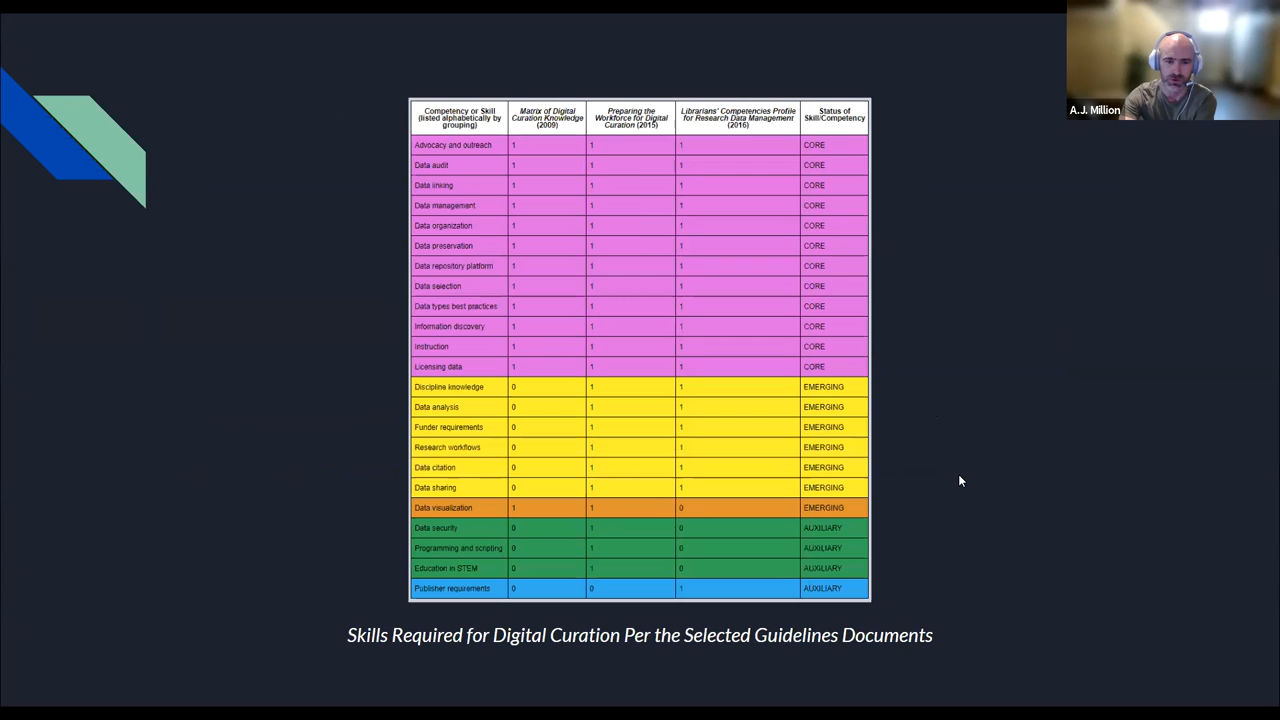 A.J. Million
Competency or Skill (listed alphabetically by grouping) Matrix of Digital Curation Knowledge (2009) Preparing the Workforce for Digital Curation (2015) Librarians' Competencies Profile for Research Data Management (2016) Status of Skill/Competency
Advocacy and outreach 1 1 1 CORE
Data audit 1 1 1 CORE
Data linking 1 1 1 CORE
Data management 1 1 1 CORE
Data organization 1 1 1 CORE
Data preservation 1 1 1 CORE
Data repository platform 1 1 1 CORE
Data selection 1 1 1 CORE
Data types best practices 1 1 1 CORE
Information discovery 1 1 1 CORE
Instruction 1 1 1 CORE
Licensing data 1 1 1 CORE
Discipline knowledge 0 1 1 EMERGING
Data analysis 0 1 1 EMERGING
Funder requirements 0 1 1 EMERGING
Research workflows 0 1 1 EMERGING
Data citation 0 1 1 EMERGING
Data sharing 0 1 1 EMERGING
Data visualization 1 1 0 EMERGING
Data security 0 1 0 AUXILIARY
Programming and scripting 0 1 0 AUXILIARY
Education in STEM 0 1 0 AUXILIARY
Publisher requirements 0 0 1 AUXILIARY
Skills Required for Digital Curation Per the Selected Guidelines Documents